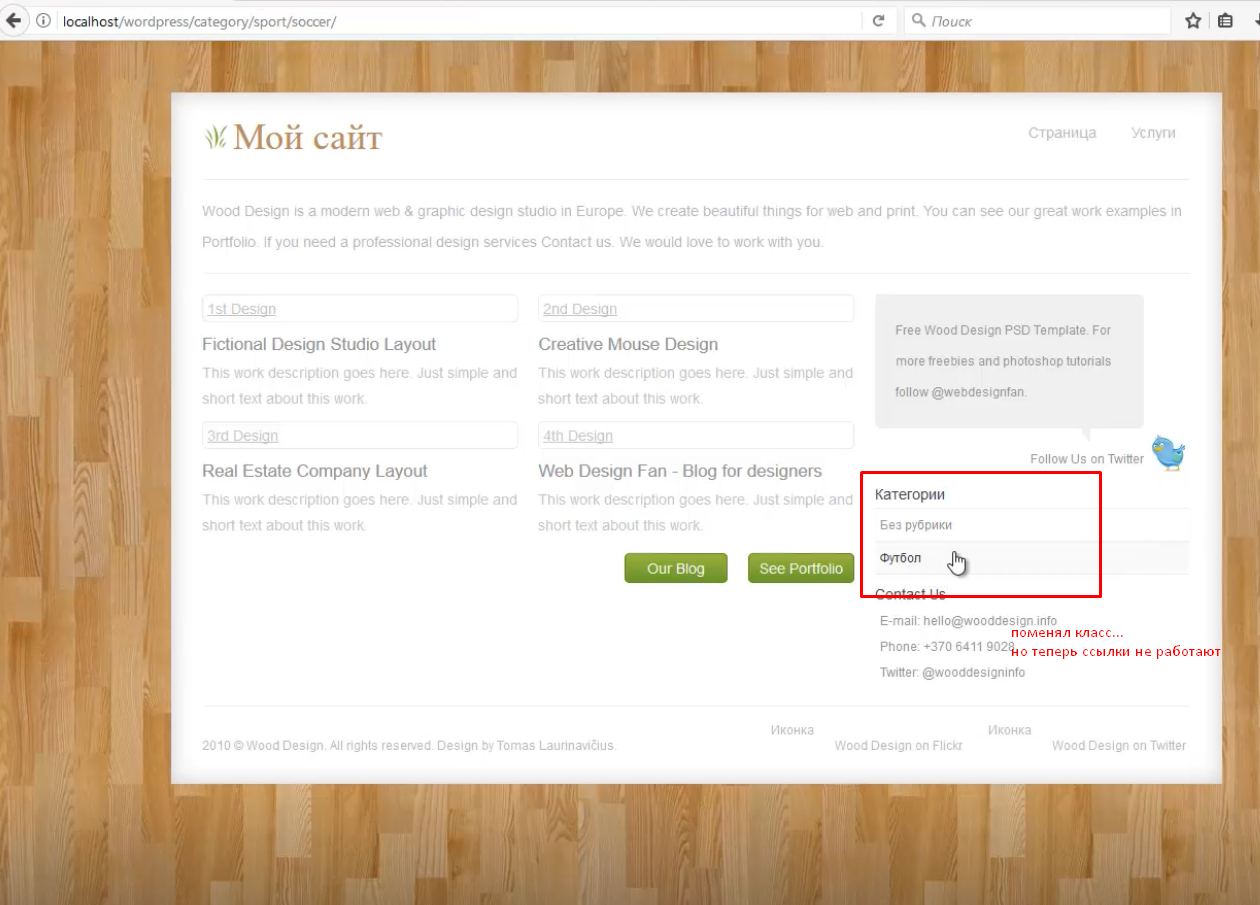 localhost/wordpress/category/sport/soccer/
Поиск
Мой сайт
Страница
Услуги
Wood Design is a modern web & graphic design studio in Europe. We create beautiful things for web and print. You can see our great work examples in
Portfolio. If you need a professional design services Contact us. We would love to work with you.
1st Design
Fictional Design Studio Layout
This work description goes here. Just simple and
short text about this work.
2nd Design
Creative Mouse Design
This work description goes here. Just simple and
short text about this work.
3rd Design
Real Estate Company Layout
This work description goes here. Just simple and
short text about this work.
4th Design
Web Design Fan - Blog for designers
This work description goes here. Just simple and
short text about this work.
Our Blog
See Portfolio
Free Wood Design PSD Template. For
more freebies and photoshop tutorials
follow @webdesignfan.
Follow Us on Twitter
Категории
Без рубрики
Футбол
Contact Us
E-mail: hello@wooddesign.info
Phone: +370 6411 9028
Twitter: @wooddesigninfo
поменял класс...
но теперь ссылки не работают
2010 © Wood Design. All rights reserved. Design by Tomas Laurinavičius.
Иконка
Wood Design on Flickr
Иконка
Wood Design on Twitter